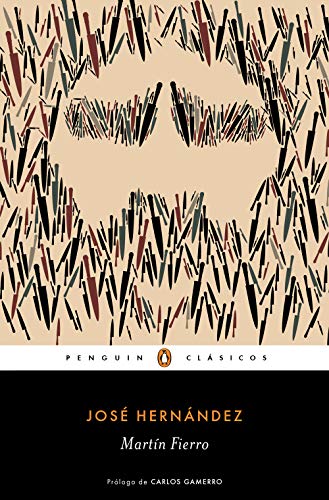 PENGUIN CLÁSICOS
JOSÉ HERNÁNDEZ
Martín Fierro
Prólogo de CARLOS GAMERRO